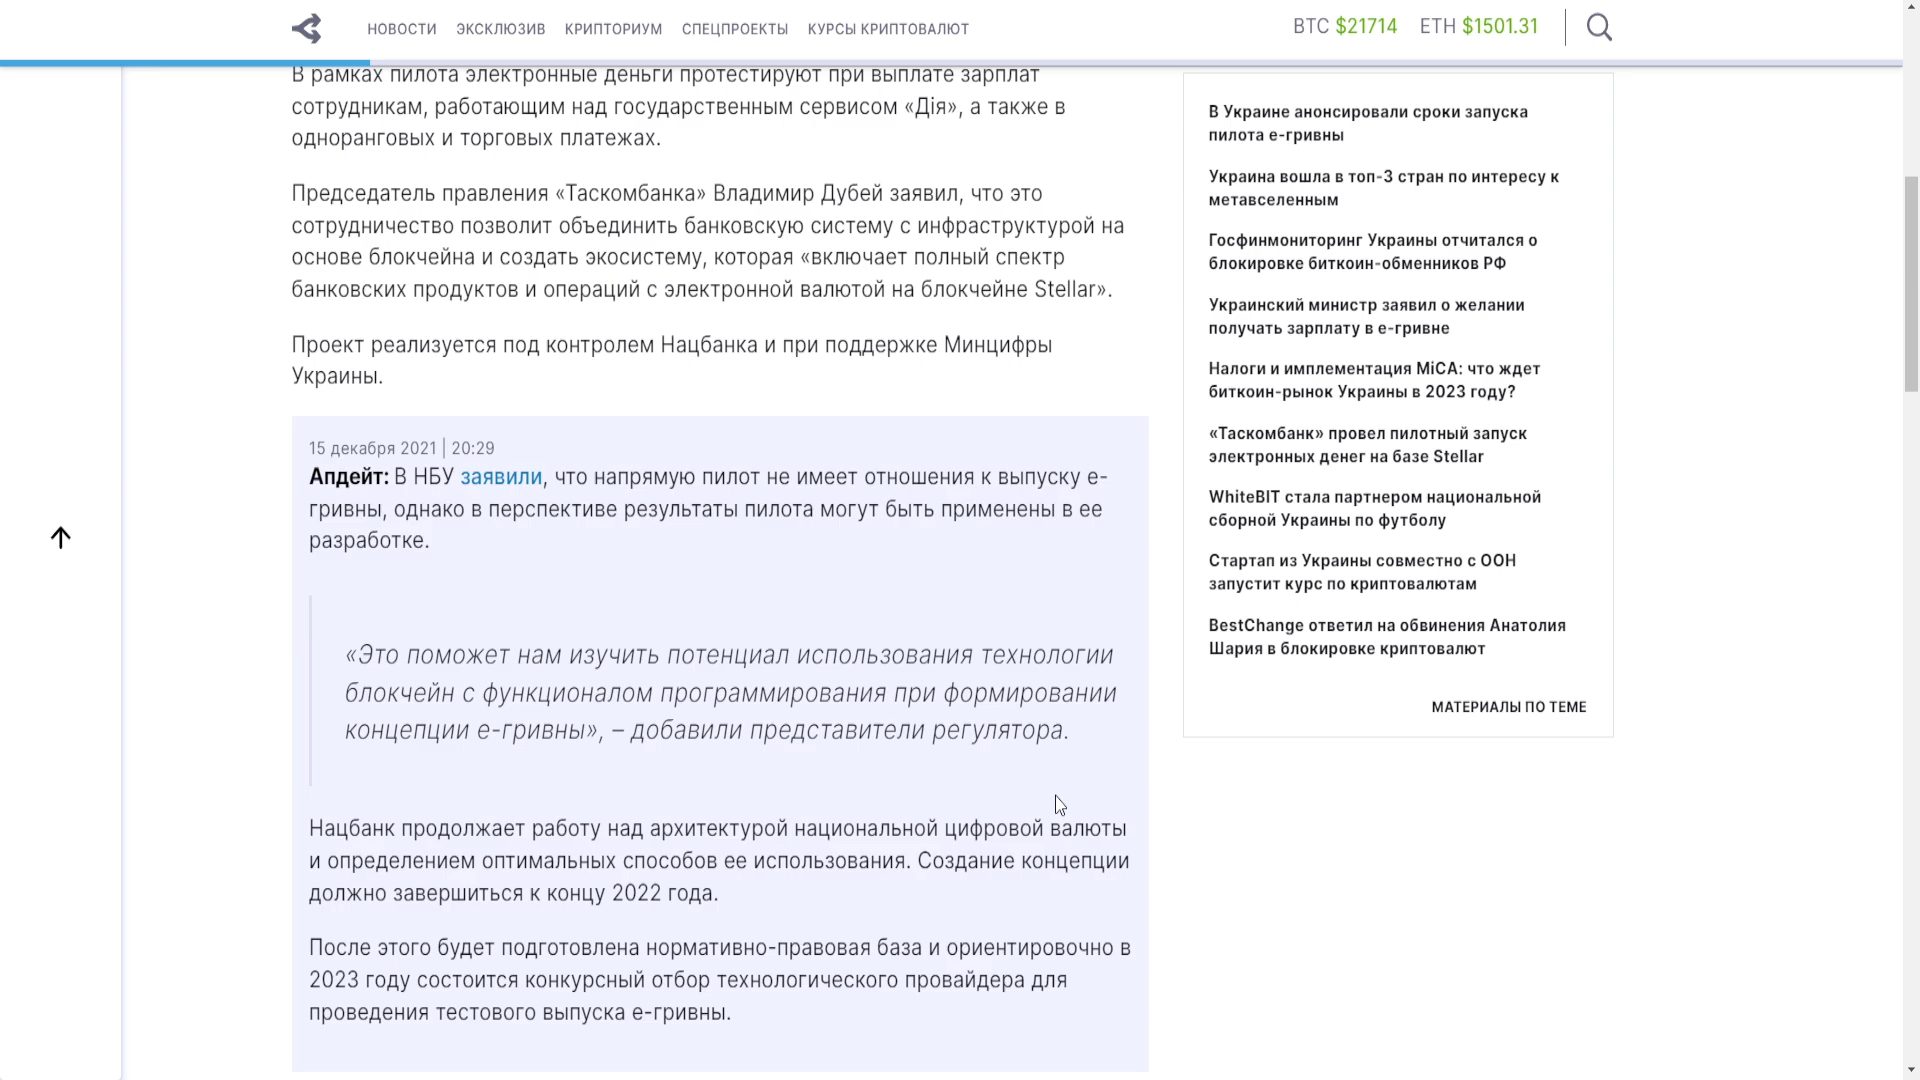 НОВОСТИ ЭКСКЛЮЗИВ КРИПТОРИУМ СПЕЦПРОЕКТЫ КУРСЫ КРИПТОВАЛЮТ
BTC $21714 ETH $1501.31
В рамках пилота электронные деньги протестируют при выплате зарплат
сотрудникам, работающим над государственным сервисом «Дія», а также в
одноранговых и торговых платежах.
Председатель правления «Таскомбанка» Владимир Дубей заявил, что это
сотрудничество позволит объединить банковскую систему с инфраструктурой на
основе блокчейна и создать экосистему, которая «включает полный спектр
банковских продуктов и операций с электронной валютой на блокчейне Stellar».
Проект реализуется под контролем Нацбанка и при поддержке Минцифры
Украины.
15 декабря 2021 | 20:29
Апдейт: В НБУ заявили, что напрямую пилот не имеет отношения к выпуску е-
гривны, однако в перспективе результаты пилота могут быть применены в ее
разработке.
«Это поможет нам изучить потенциал использования технологии
блокчейн с функционалом программирования при формировании
концепции е-гривны», – добавили представители регулятора.
Нацбанк продолжает работу над архитектурой национальной цифровой валюты
и определением оптимальных способов ее использования. Создание концепции
должно завершиться к концу 2022 года.
После этого будет подготовлена нормативно-правовая база и ориентировочно в
2023 году состоится конкурсный отбор технологического провайдера для
проведения тестового выпуска е-гривны.
В Украине анонсировали сроки запуска
пилота е-гривны
Украина вошла в топ-3 стран по интересу к
метавселенным
Госфинмониторинг Украины отчитался о
блокировке биткоин-обменников РФ
Украинский министр заявил о желании
получать зарплату в е-гривне
Налоги и имплементация MiCA: что ждет
биткоин-рынок Украины в 2023 году?
«Таскомбанк» провел пилотный запуск
электронных денег на базе Stellar
WhiteBIT стала партнером национальной
сборной Украины по футболу
Стартап из Украины совместно с ООН
запустит курс по криптовалютам
BestChange ответил на обвинения Анатолия
Шария в блокировке криптовалют
МАТЕРИАЛЫ ПО ТЕМЕ